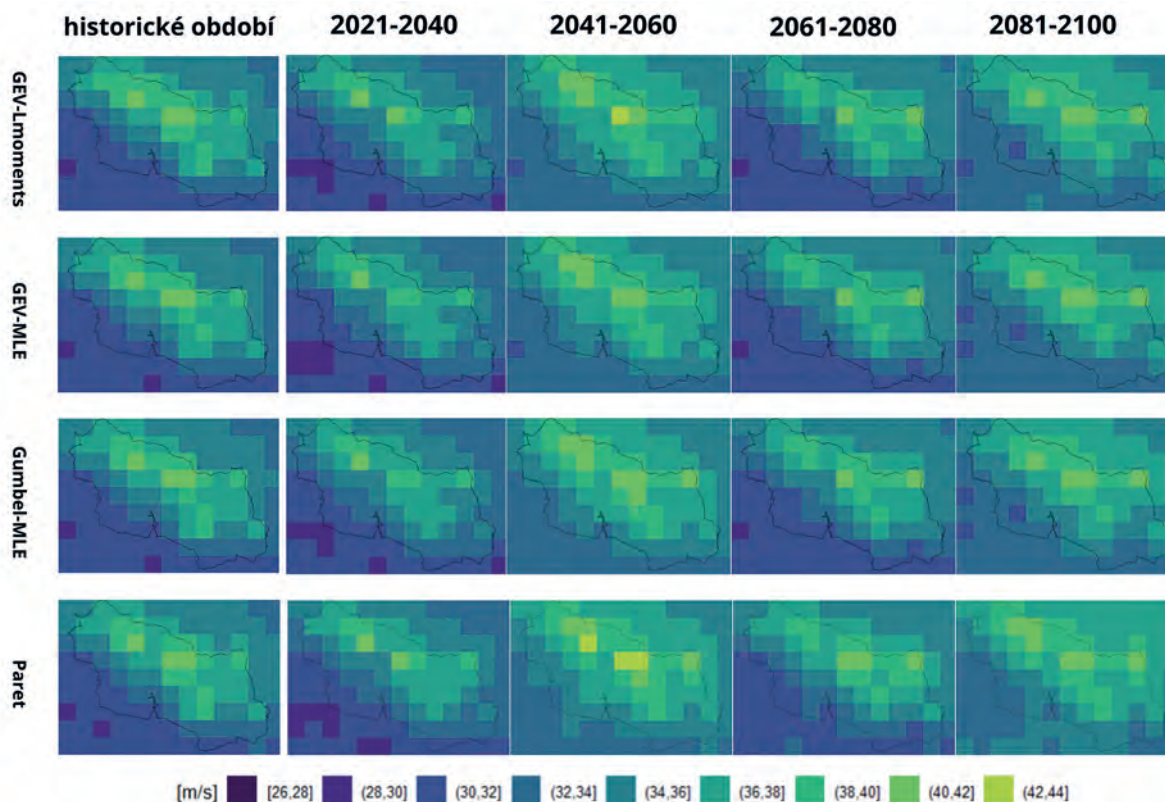 historické období 2021-2040 2041-2060 2061-2080 2081-2100
GEV-Lmoments
GEV-MLE
Gumbel-MLE
Paret
[m/s] [26,28] (28,30] (30,32] (32,34] (34,36] (36,38] (38,40] (40,42] (42,44]